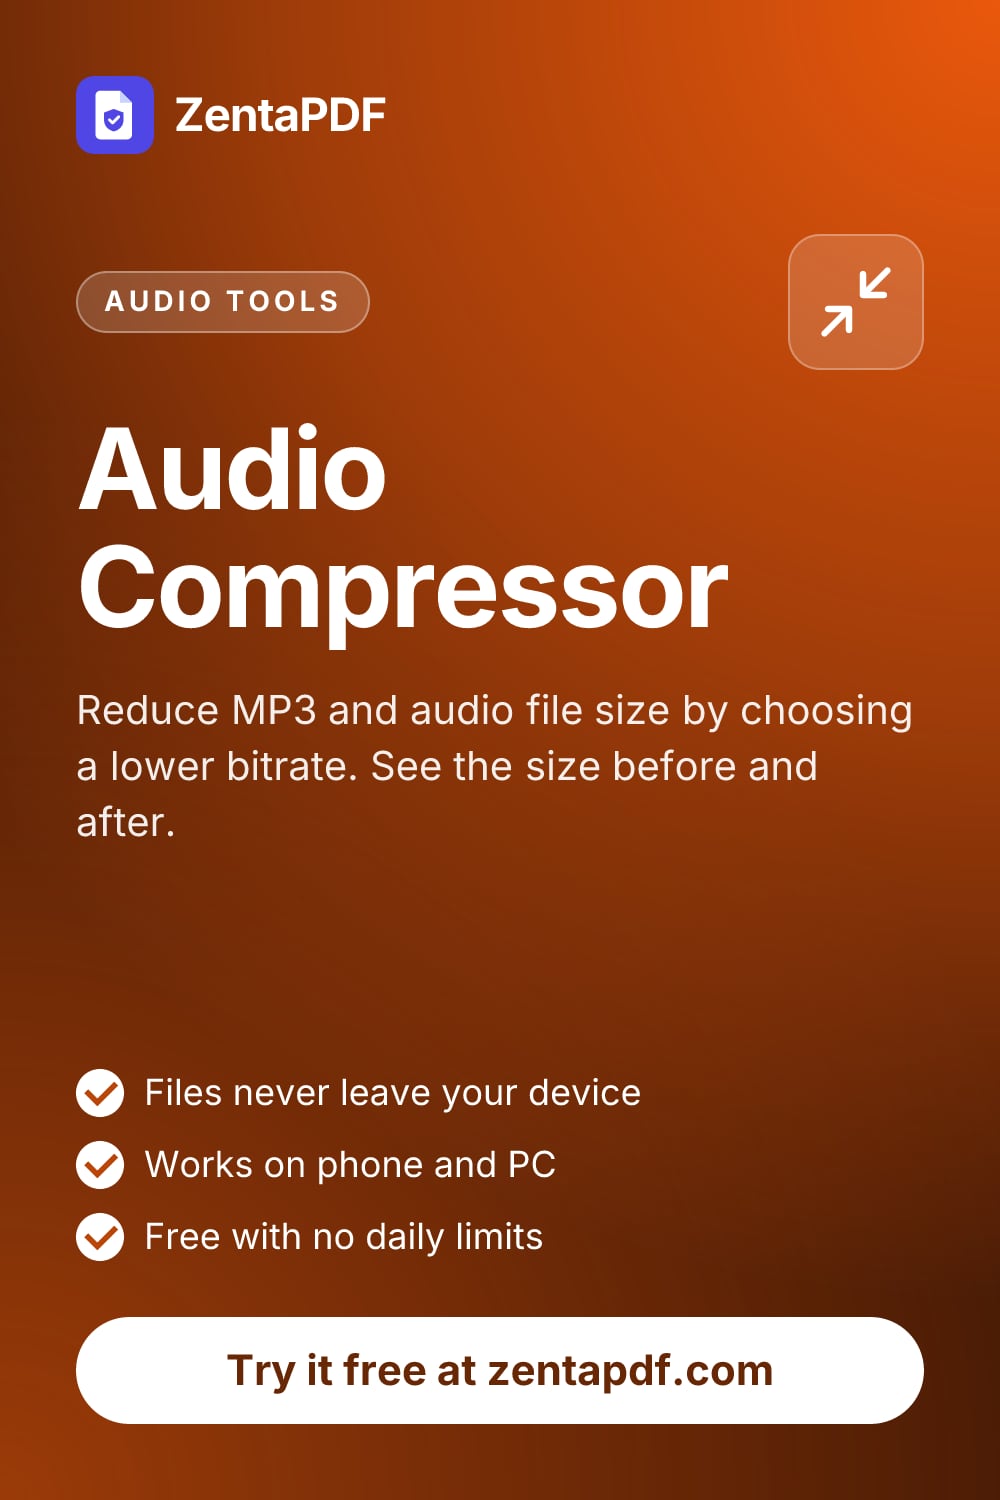 ZentaPDF
AUDIO TOOLS
Audio
Compressor
Reduce MP3 and audio file size by choosing
a lower bitrate. See the size before and
after.
Files never leave your device
Works on phone and PC
Free with no daily limits
Try it free at zentapdf.com